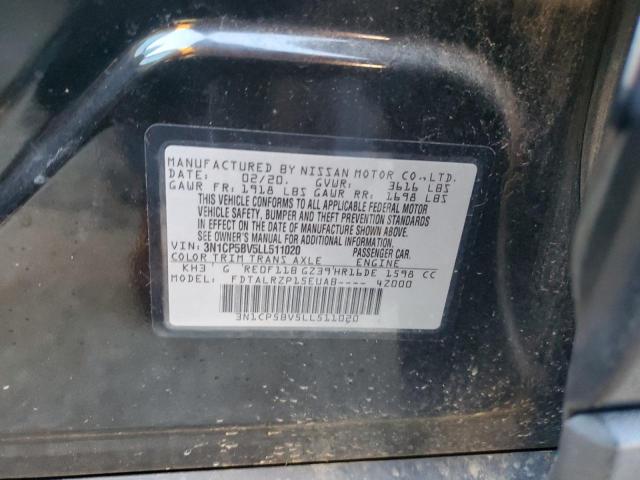 MANUFACTURED BY NISSAN MOTOR CO.,LTD.
DATE: 02/20. GVWR: 3616 LBS
GAWR FR: 1918 LBS GAWR RR: 1698 LBS
THIS VEHICLE CONFORMS TO ALL APPLICABLE FEDERAL MOTOR
VEHICLE SAFETY, BUMPER AND THEFT PREVENTION STANDARDS
IN EFFECT ON THE DATE OF MANUFACTURE SHOWN ABOVE.
SEE OWNER'S MANUAL FOR ADDITIONAL INFORMATION.
VIN: 3N1CP5BV5LL511020 PASSENGER CAR
COLOR TRIM TRANS AXLE ENGINE
KH3 G RE0F11B GZ39 HR16DE 1598 CC
MODEL: FDTALRZP15EUAB---- 4Z000
3N1CP5BV5LL511020